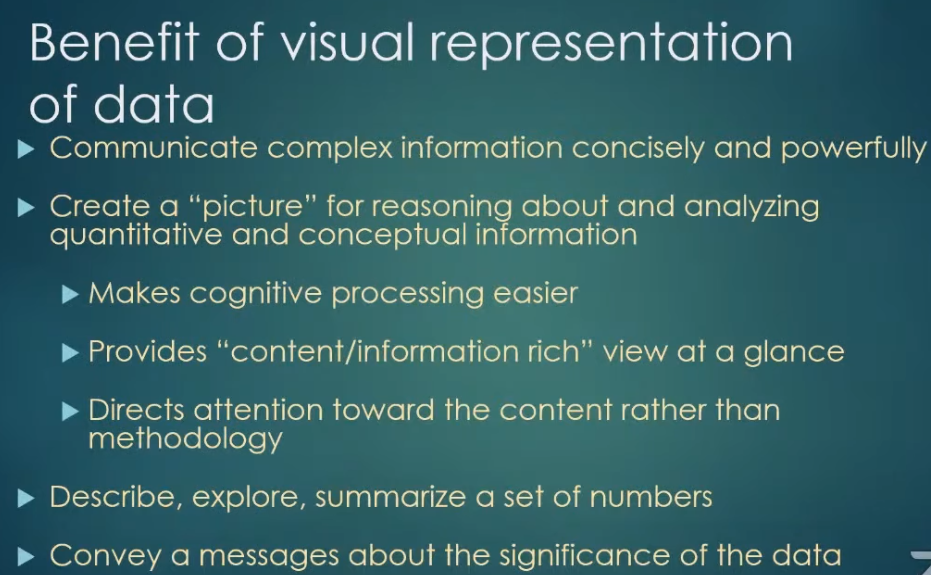 Benefit of visual representation
of data
Communicate complex information concisely and powerfully
Create a “picture” for reasoning about and analyzing
quantitative and conceptual information
Makes cognitive processing easier
Provides “content/information rich” view at a glance
Directs attention toward the content rather than
methodology
Describe, explore, summarize a set of numbers
Convey a messages about the significance of the data